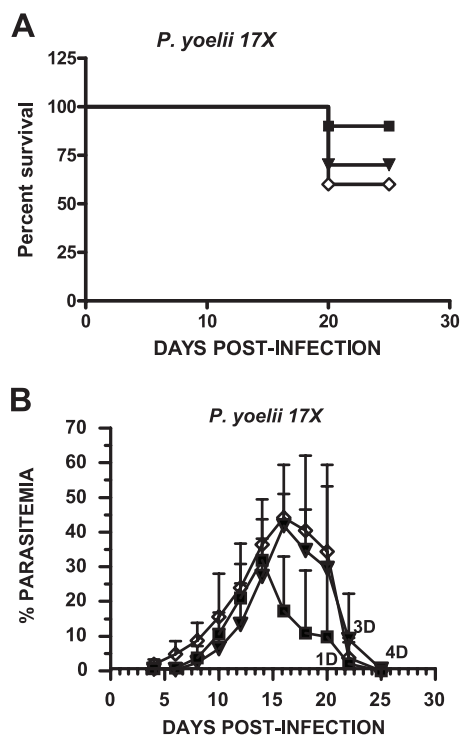 A
P. yoelii 17X
125
100
75
50
25
0
Percent survival
0 10 20 30
DAYS POST-INFECTION
B
P. yoelii 17X
70
60
50
40
30
20
10
0
% PARASITEMIA
1D 3D 4D
0 5 10 15 20 25 30
DAYS POST-INFECTION